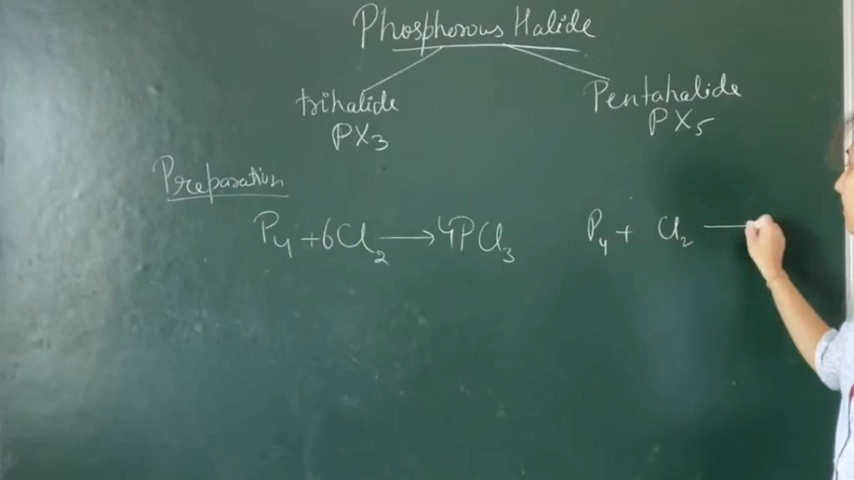 Phosphorous Halide
trihalide Pentahalide
PX₃ PX₅
Preparation
P₄ + 6Cl₂ → 4PCl₃ P₄ + Cl₂ →